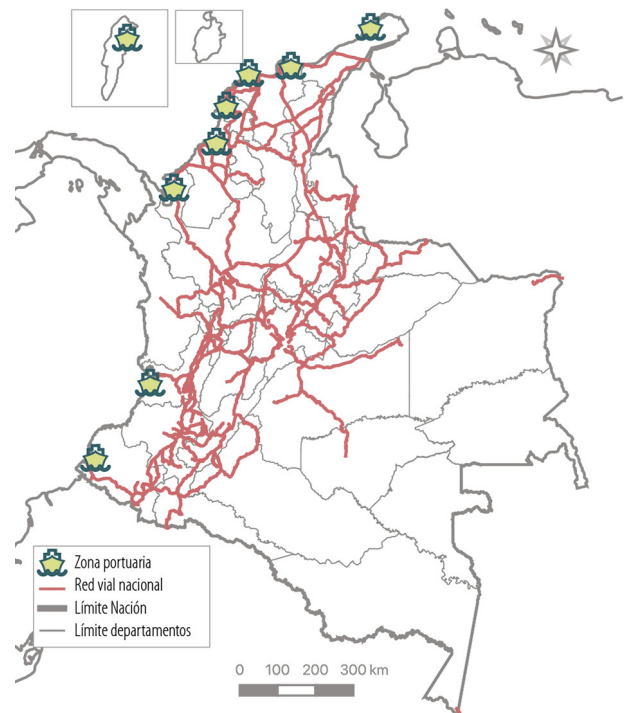 Zona portuaria
Red vial nacional
Límite Nación
Límite departamentos
0 100 200 300 km